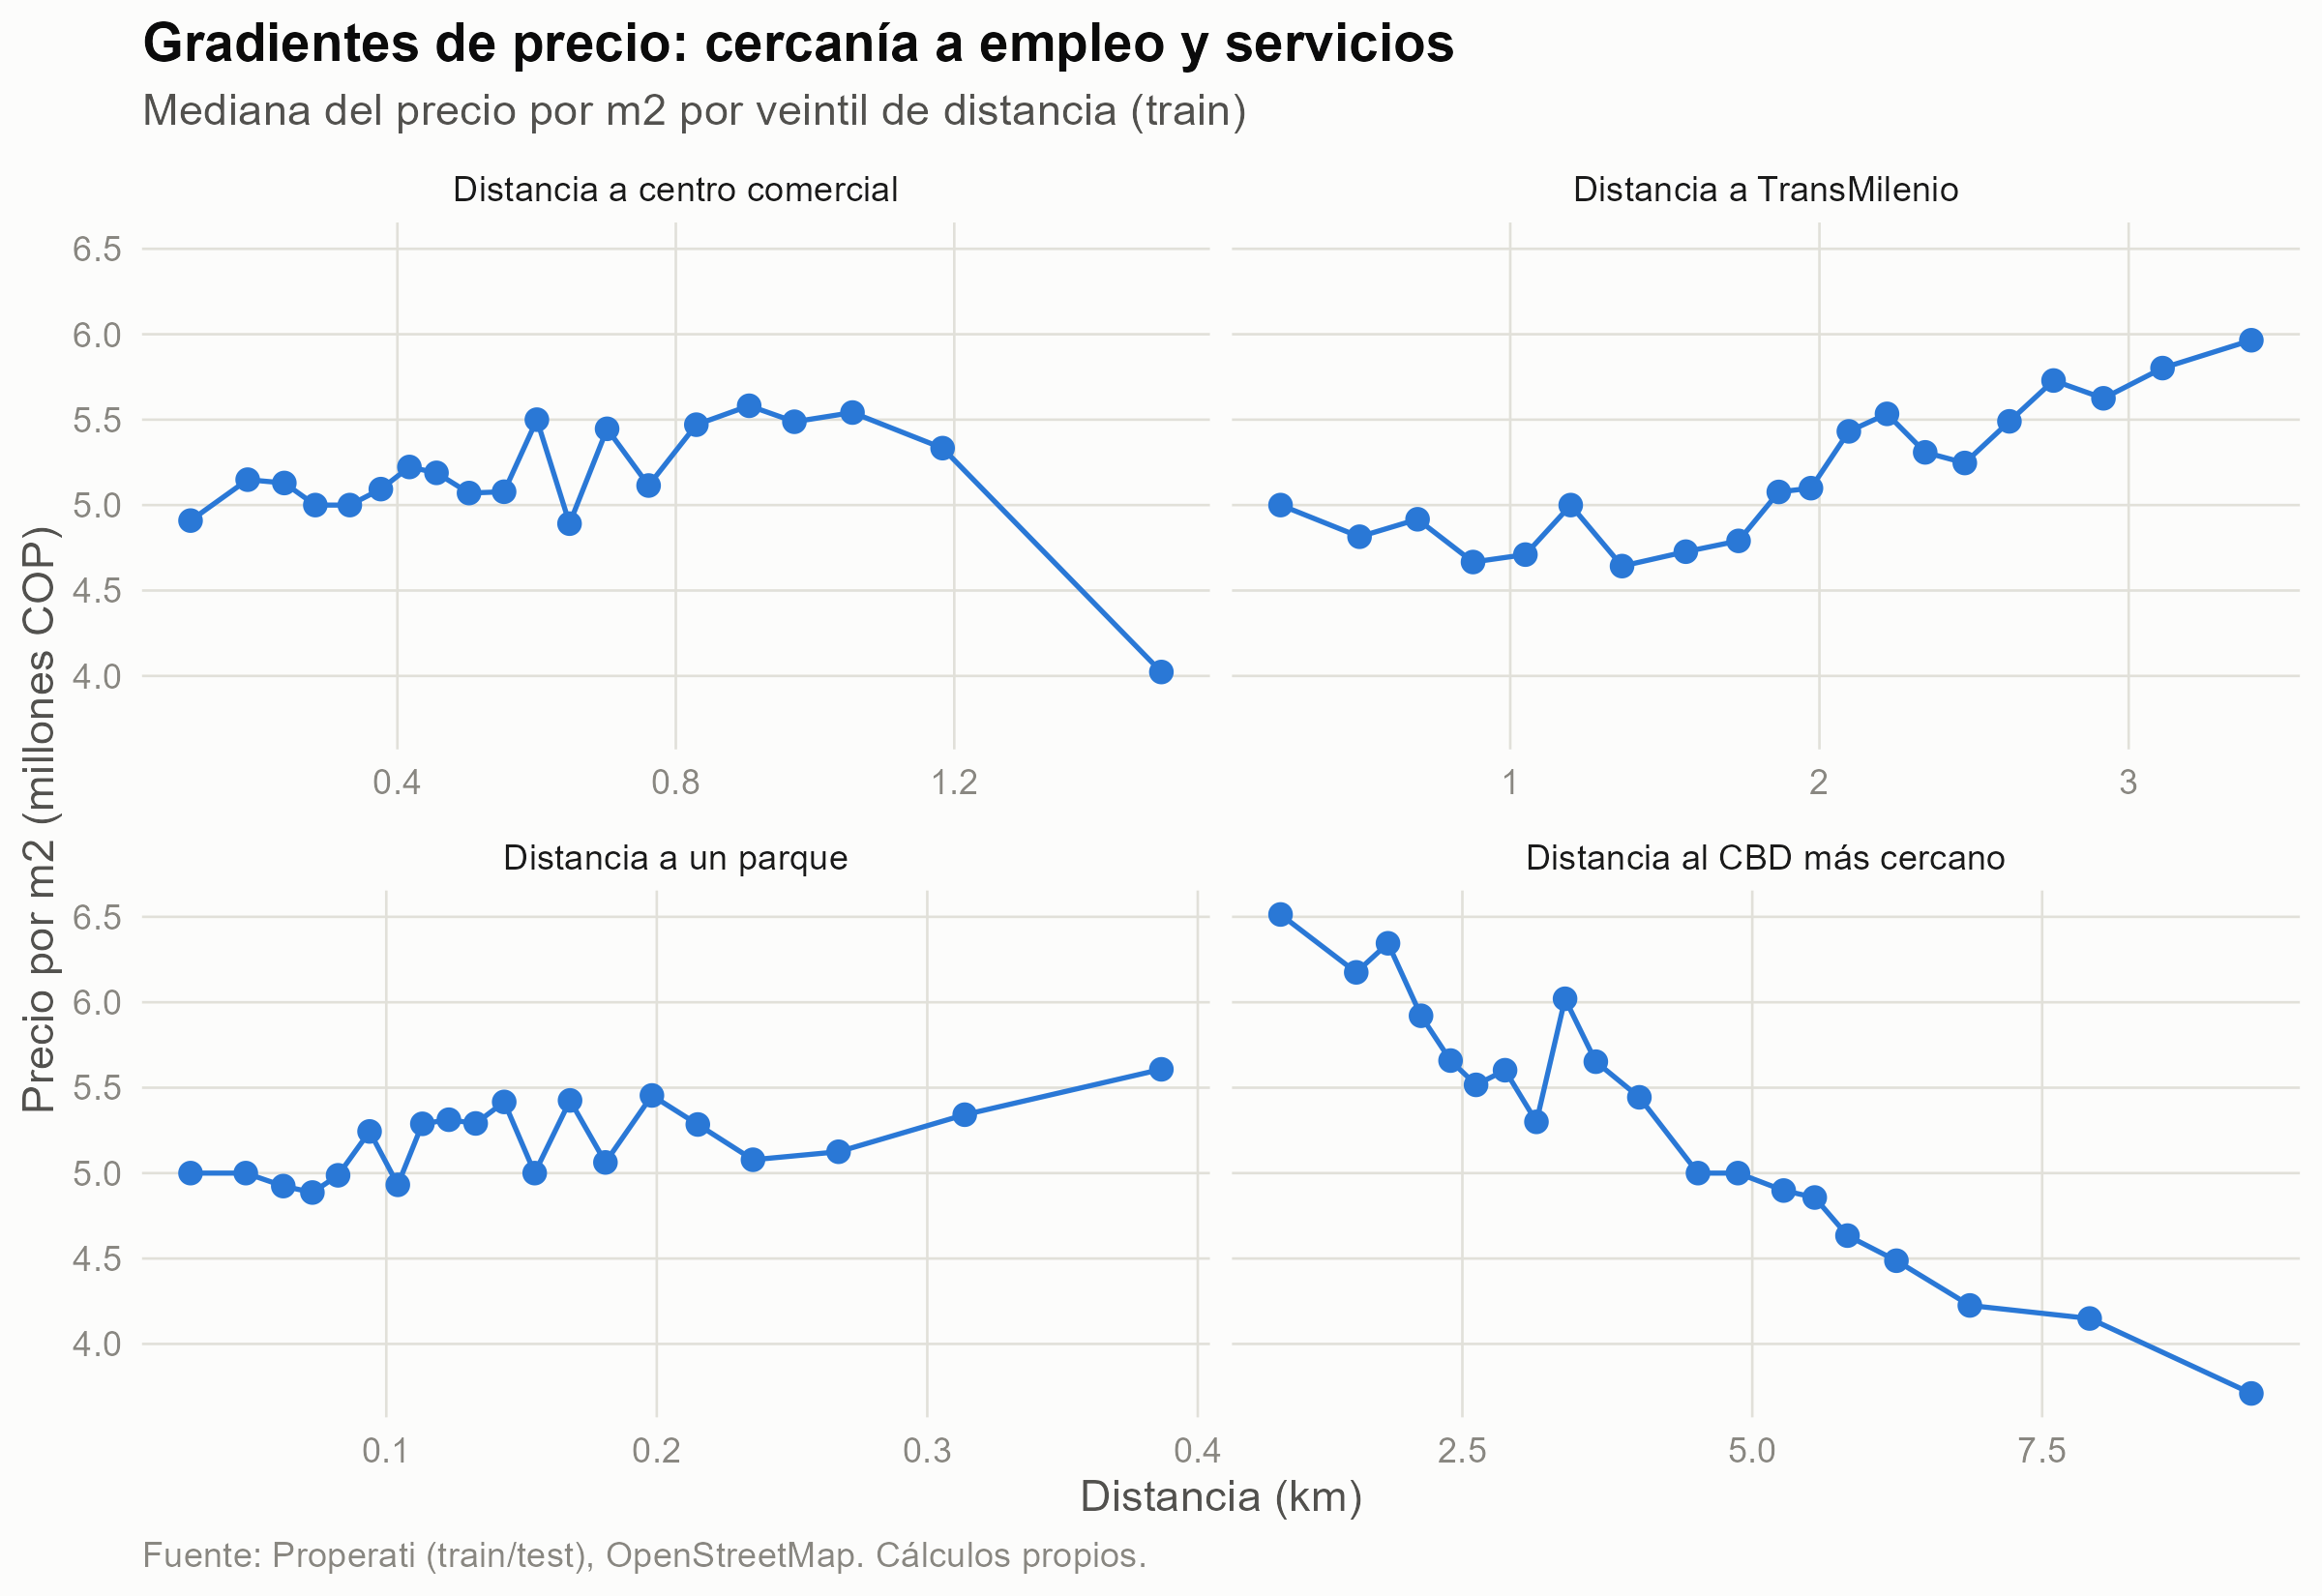 Gradientes de precio: cercanía a empleo y servicios
Mediana del precio por m2 por veintil de distancia (train)
Distancia a centro comercial
Distancia a TransMilenio
6.5
6.0
5.5
5.0
4.5
4.0
0.4
0.8
1.2
1
2
3
Precio por m2 (millones COP)
Distancia a un parque
Distancia al CBD más cercano
6.5
6.0
5.5
5.0
4.5
4.0
0.1
0.2
0.3
0.4
2.5
5.0
7.5
Distancia (km)
Fuente: Properati (train/test), OpenStreetMap. Cálculos propios.